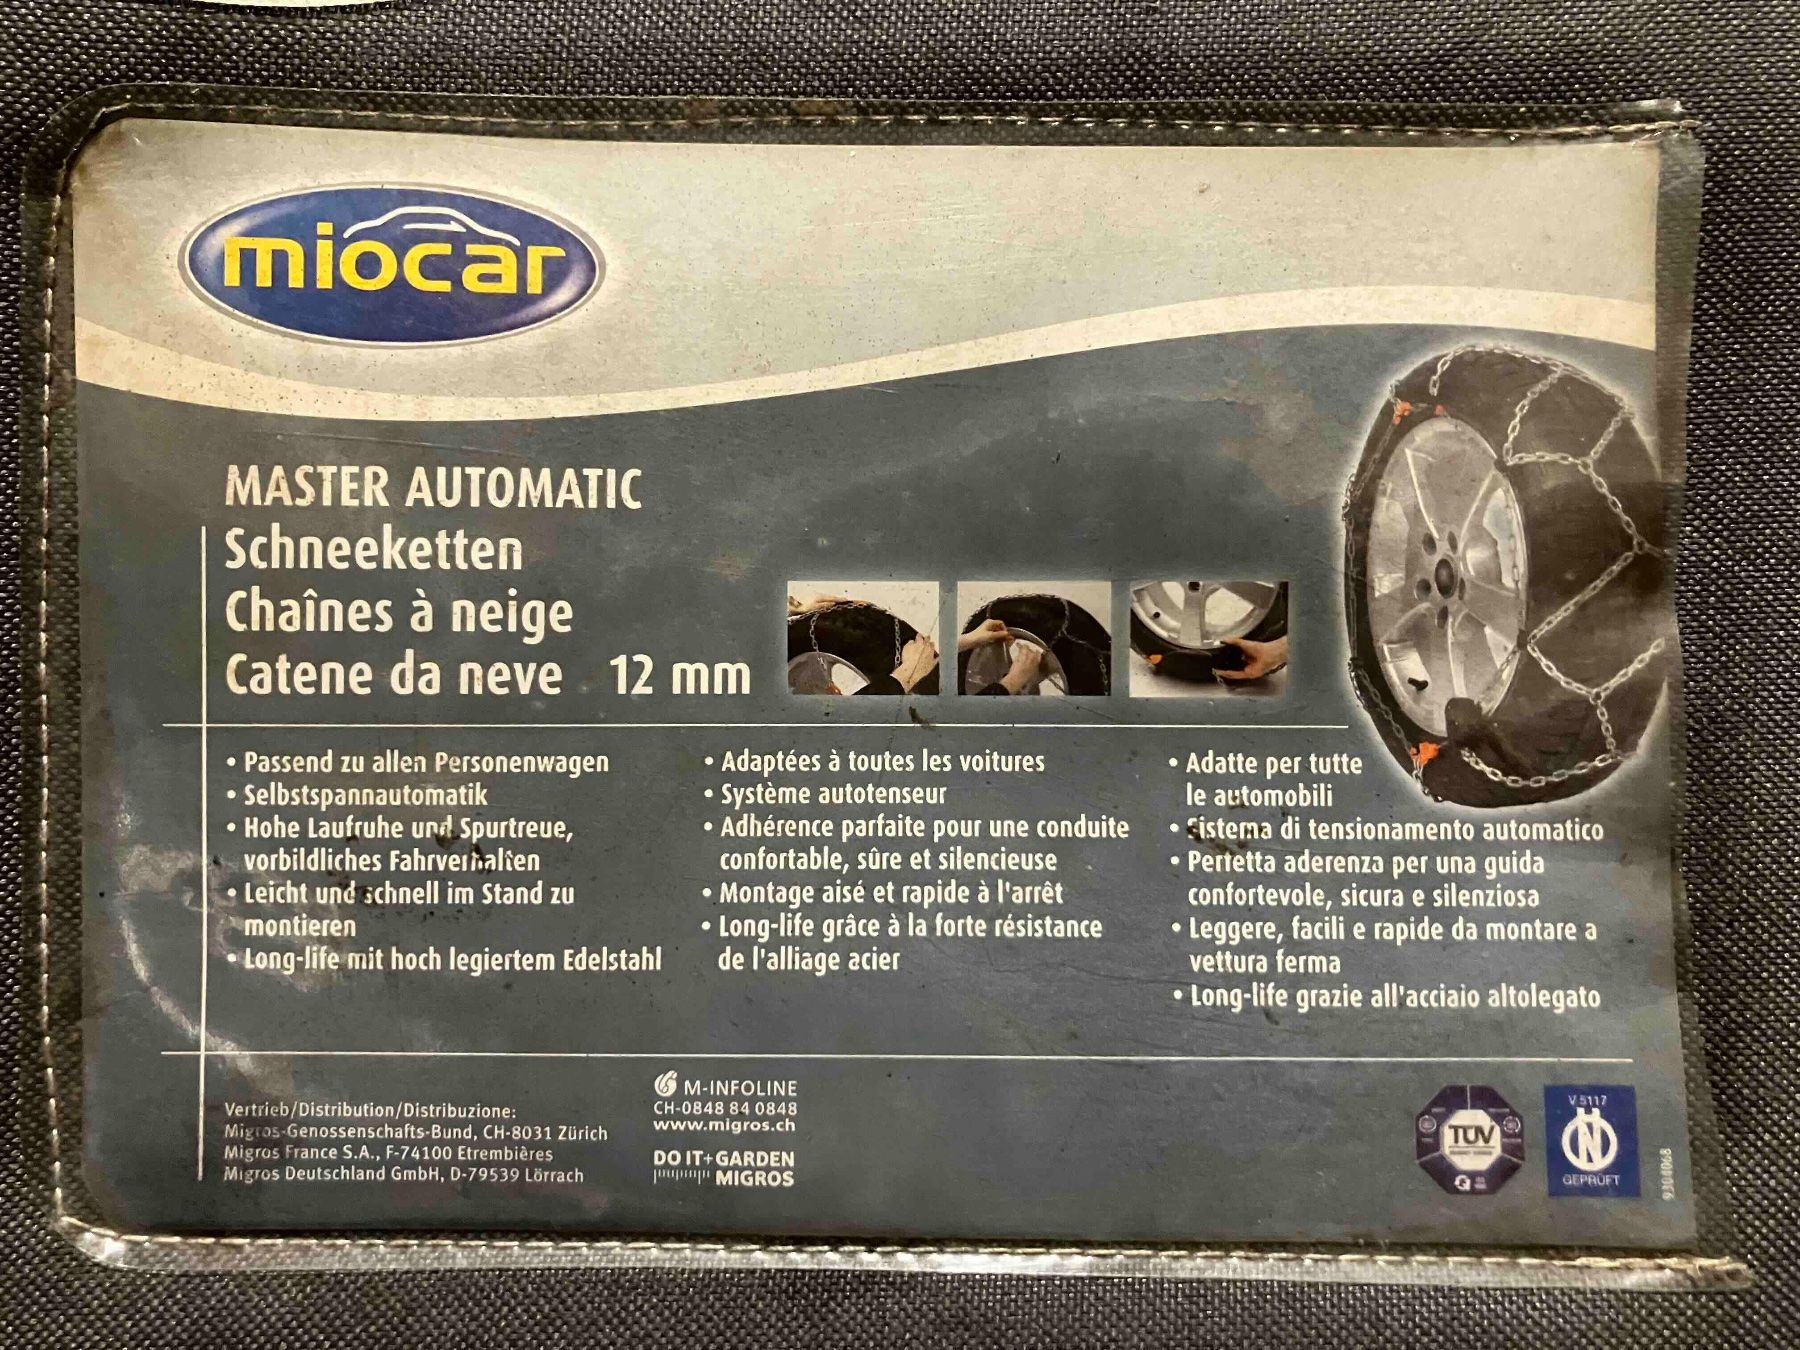 miocar
MASTER AUTOMATIC
Schneeketten
Chaînes à neige
Catene da neve 12 mm
• Passend zu allen Personenwagen
• Selbstspannautomatik
• Hohe Laufruhe und Spurtreue,
vorbildliches Fahrverhalten
• Leicht und schnell im Stand zu
montieren
• Long-life mit hoch legiertem Edelstahl
• Adaptées à toutes les voitures
• Système autotenseur
• Adhérence parfaite pour une conduite
confortable, sûre et silencieuse
• Montage aisé et rapide à l'arrêt
• Long-life grâce à la forte résistance
de l'alliage acier
• Adatte per tutte
le automobili
• Sistema di tensionamento automatico
• Perfetta aderenza per una guida
confortevole, sicura e silenziosa
• Leggere, facili e rapide da montare a
vettura ferma
• Long-life grazie all'acciaio altolegato
Vertrieb/Distribution/Distribuzione:
Migros-Genossenschafts-Bund, CH-8031 Zürich
Migros France S.A., F-74100 Etrembières
Migros Deutschland GmbH, D-79539 Lörrach
M-INFOLINE
CH-0848 84 0848
www.migros.ch
DO IT+GARDEN
MIGROS
TÜV
V 5117
GEPRÜFT
9304068